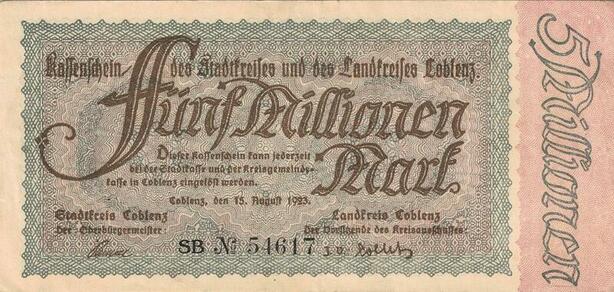 Kassenschein des Stadtkreises und des Landkreises Coblenz.
Fünf Millionen
Mark.
Dieser Kassenschein kann jederzeit
bei der Stadtkasse und der Kreisgemeinde-
kasse in Coblenz eingelöst werden.
Coblenz, den 15. August 1923.
Stadtkreis Coblenz
Der Oberbürgermeister:
Landkreis Coblenz
Der Vorsitzende des Kreisausschusses:
SB № 54617
5 Millionen